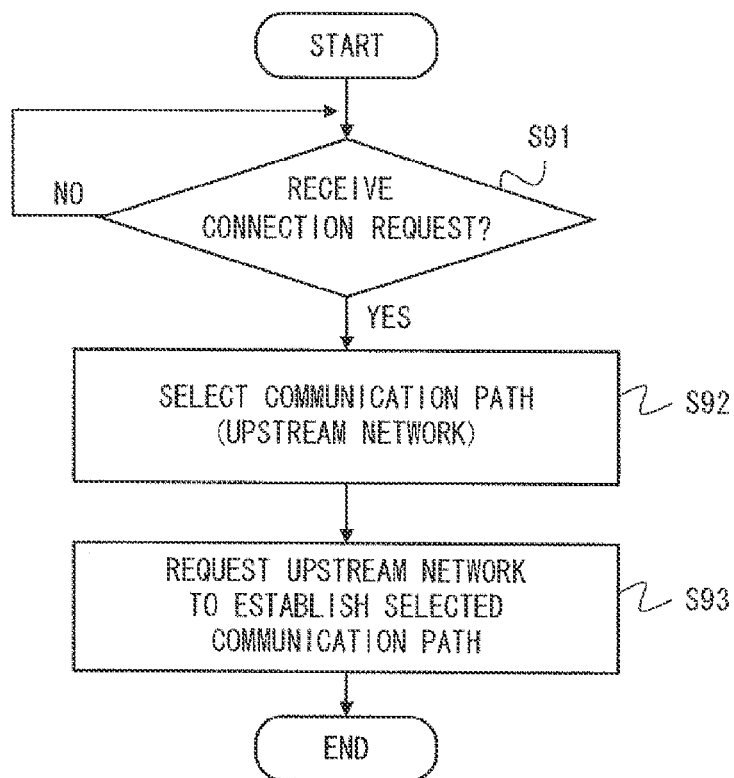 START
S91
RECEIVE
CONNECTION REQUEST?
NO
YES
SELECT COMMUNICATION PATH
(UPSTREAM NETWORK)
S92
REQUEST UPSTREAM NETWORK
TO ESTABLISH SELECTED
COMMUNICATION PATH
S93
END